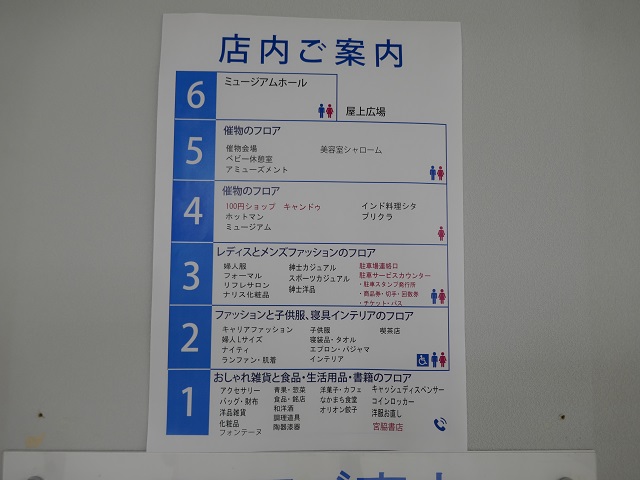 店内ご案内
6
ミュージアムホール
屋上広場
5
催物のフロア
催物会場
ベビー休憩室
アミューズメント
美容室シャローム
4
催物のフロア
100円ショップ キャンドゥ
ホットマン
ミュージアム
インド料理シタ
プリクラ
3
レディスとメンズファッションのフロア
婦人服
フォーマル
リフレサロン
ナリス化粧品
紳士カジュアル
スポーツカジュアル
紳士洋品
駐車場連絡口
駐車サービスカウンター
・駐車スタンプ発行所
・商品券・切手・回数券
・チケット・バス
2
ファッションと子供服、寝具インテリアのフロア
キャリアファッション
婦人Lサイズ
ナイティ
ランファン・肌着
子供服
寝装品・タオル
エプロン・パジャマ
インテリア
喫茶店
1
おしゃれ雑貨と食品・生活用品・書籍のフロア
アクセサリー
バッグ・財布
洋品雑貨
化粧品
フォンテーヌ
青果・惣菜
食品・銘店
和洋酒
調理道具
陶器漆器
洋菓子・カフェ
なかまち食堂
オリオン餃子
キャッシュディスペンサー
コインロッカー
洋服お直し
宮脇書店